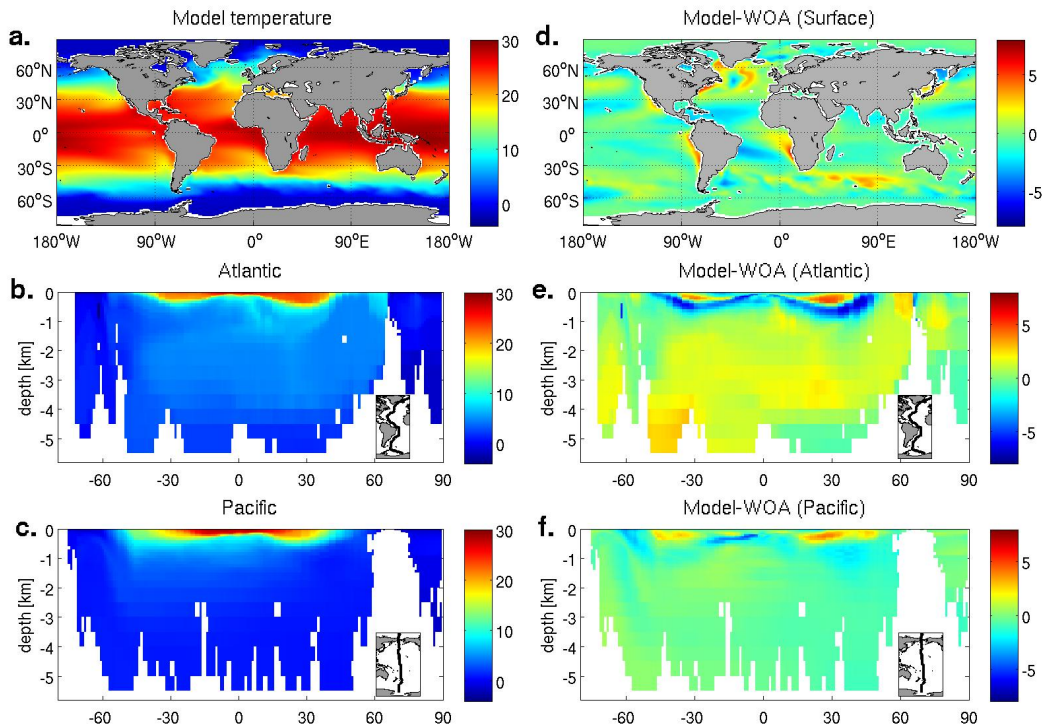 Model temperature
a.
60°N
30°N
0°
30°S
60°S
180°W 90°W 0° 90°E 180°W
30
20
10
0
Model-WOA (Surface)
d.
60°N
30°N
0°
30°S
60°S
180°W 90°W 0° 90°E 180°W
5
0
-5
Atlantic
b.
depth [km]
0
-1
-2
-3
-4
-5
-60 -30 0 30 60 90
30
20
10
0
Model-WOA (Atlantic)
e.
depth [km]
0
-1
-2
-3
-4
-5
-60 -30 0 30 60 90
5
0
-5
Pacific
c.
depth [km]
0
-1
-2
-3
-4
-5
-60 -30 0 30 60 90
30
20
10
0
Model-WOA (Pacific)
f.
depth [km]
0
-1
-2
-3
-4
-5
-60 -30 0 30 60 90
5
0
-5